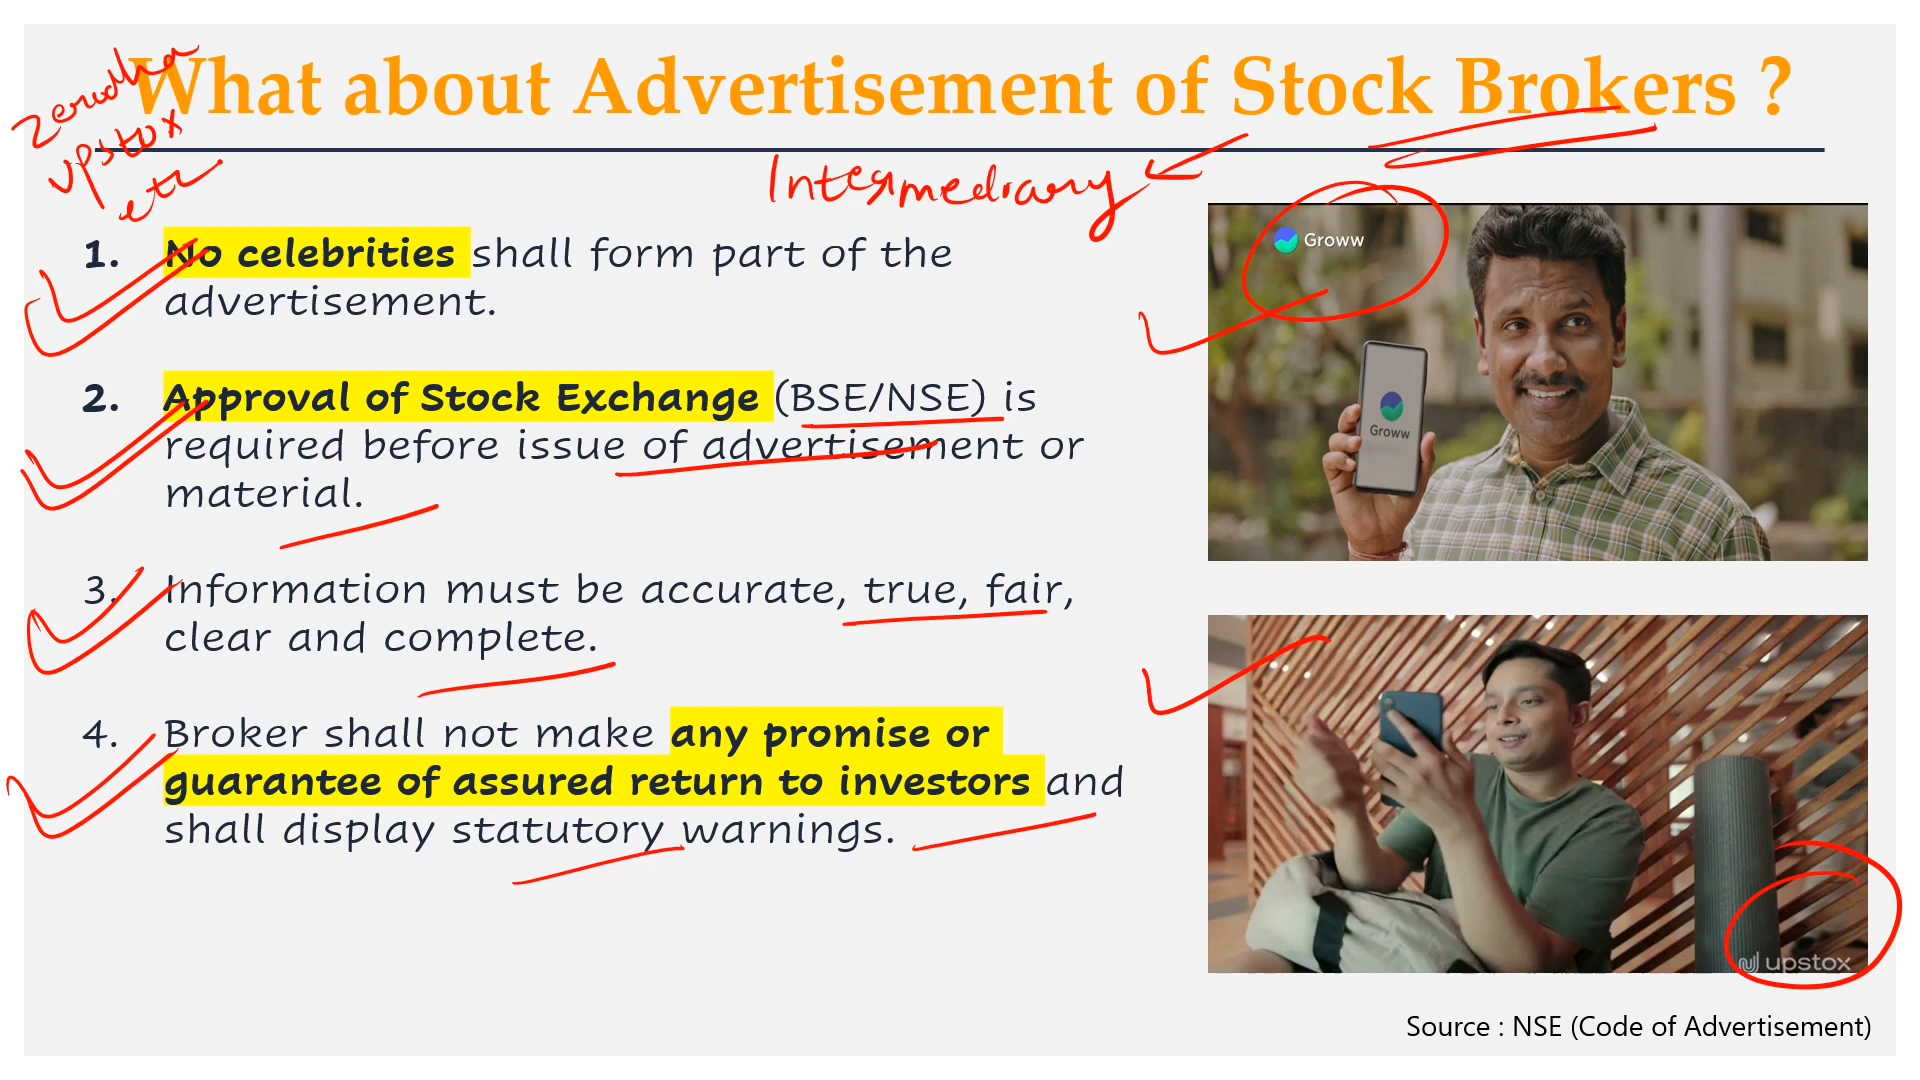 What about Advertisement of Stock Brokers ?
zerodha
upstox
etc
Intermediary
1. No celebrities shall form part of the
advertisement.
2. Approval of Stock Exchange (BSE/NSE) is
required before issue of advertisement or
material.
3. Information must be accurate, true, fair,
clear and complete.
4. Broker shall not make any promise or
guarantee of assured return to investors and
shall display statutory warnings.
Groww
Groww
upstox
Source : NSE (Code of Advertisement)